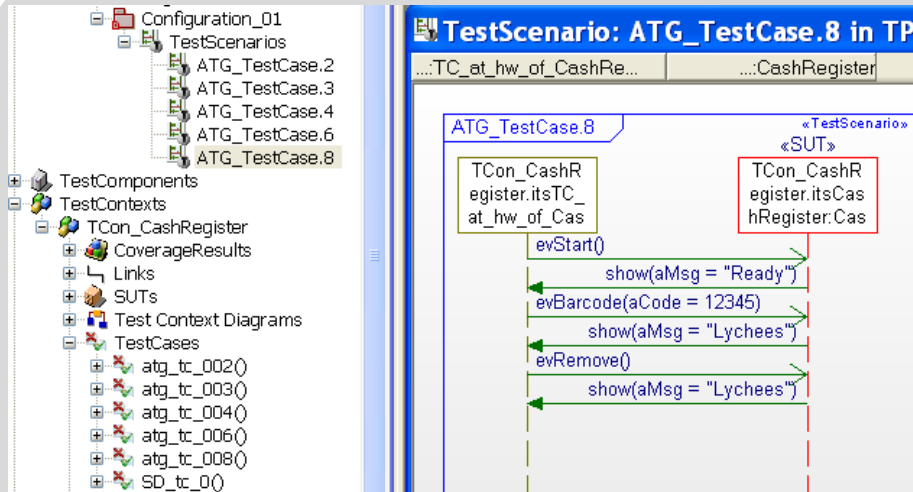 Configuration_01
TestScenarios
ATG_TestCase.2
ATG_TestCase.3
ATG_TestCase.4
ATG_TestCase.6
ATG_TestCase.8
TestComponents
TestContexts
TCon_CashRegister
CoverageResults
Links
SUTs
Test Context Diagrams
TestCases
atg_tc_002()
atg_tc_003()
atg_tc_004()
atg_tc_006()
atg_tc_008()
SD_tc_0()
TestScenario: ATG_TestCase.8 in TP
...:TC_at_hw_of_CashRe...
...:CashRegister
ATG_TestCase.8
«TestScenario»
«SUT»
TCon_CashR
egister.itsTC_
at_hw_of_Cas
TCon_CashR
egister.itsCas
hRegister:Cas
evStart()
show(aMsg = "Ready")
evBarcode(aCode = 12345)
show(aMsg = "Lychees")
evRemove()
show(aMsg = "Lychees")